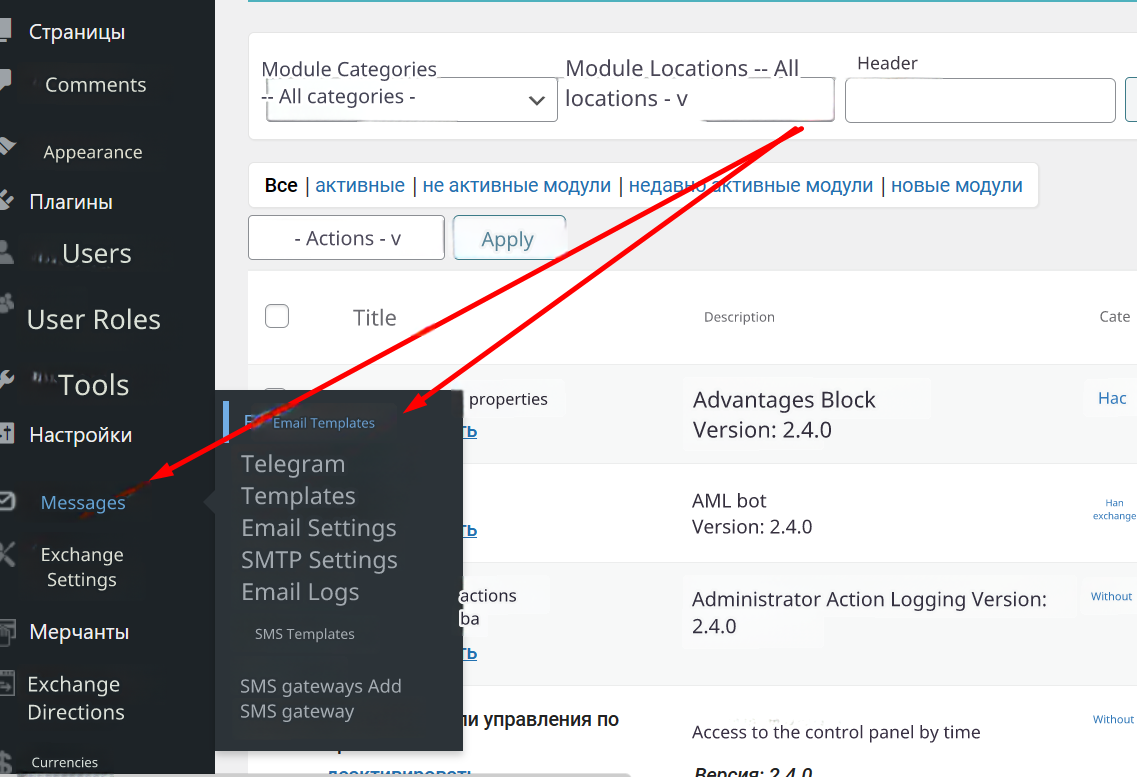 Страницы
Comments
Appearance
Плагины
Users
User Roles
Tools
Настройки
Messages
Exchange
Settings
Мерчанты
Exchange
Directions
Currencies
Email Templates
Telegram
Templates
Email Settings
SMTP Settings
Email Logs
SMS Templates
SMS gateways Add
SMS gateway
Module Categories
-- All categories -
Module Locations -- All
locations - v
Header
Все | активные | не активные модули | недавно активные модули | новые модули
- Actions - v
Apply
Title
Description
Cate
properties
ть
Advantages Block
Version: 2.4.0
Нас
ть
AML bot
Version: 2.4.0
Han
exchange
actions
ba
ть
Administrator Action Logging Version:
2.4.0
Without
ли управления по
Access to the control panel by time
Without
деактивировать
Версия: 2.4.0